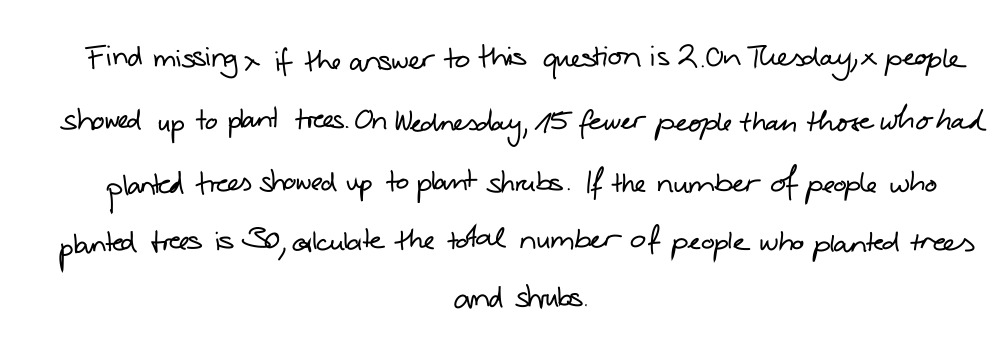 Find missing x if the answer to this question is 2. On Tuesday, x people
showed up to plant trees. On Wednesday, 15 fewer people than those who had
planted trees showed up to plant shrubs. If the number of people who
planted trees is 30, calculate the total number of people who planted trees
and shrubs.